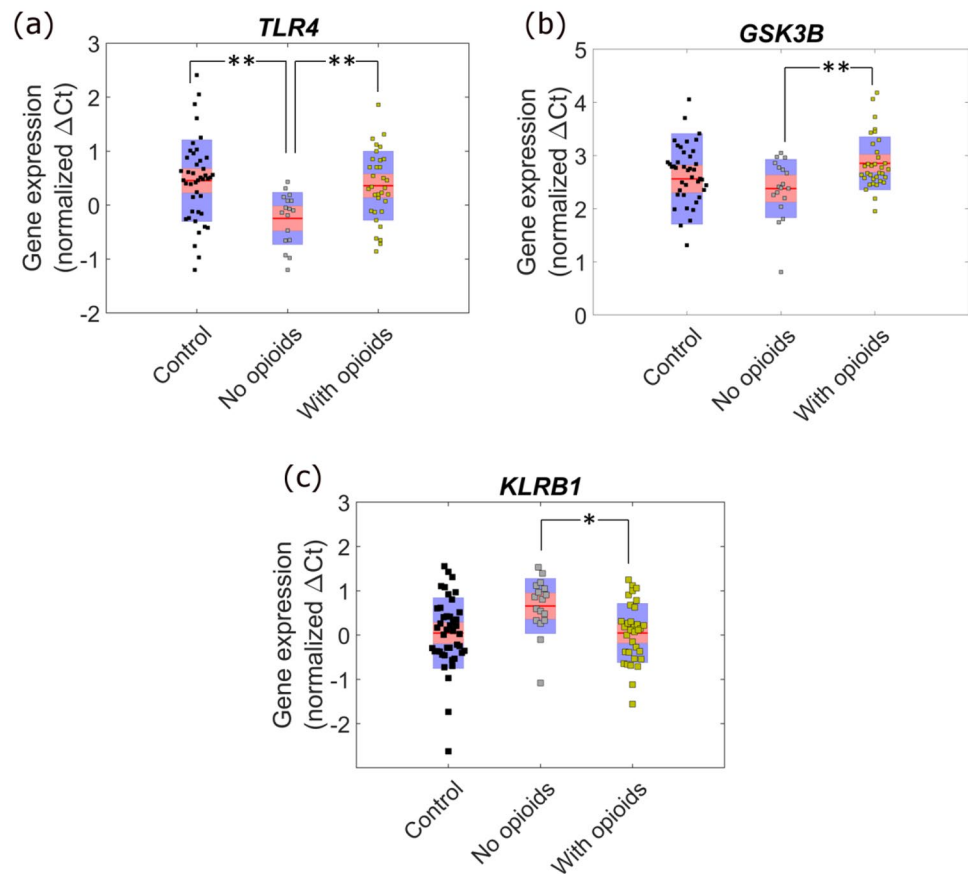 (a)
TLR4
Gene expression
(normalized ΔCt)
3
2
1
0
-1
-2
**
**
Control
No opioids
With opioids
(b)
GSK3B
Gene expression
(normalized ΔCt)
5
4
3
2
1
0
**
Control
No opioids
With opioids
(c)
KLRB1
Gene expression
(normalized ΔCt)
3
2
1
0
-1
-2
*
Control
No opioids
With opioids